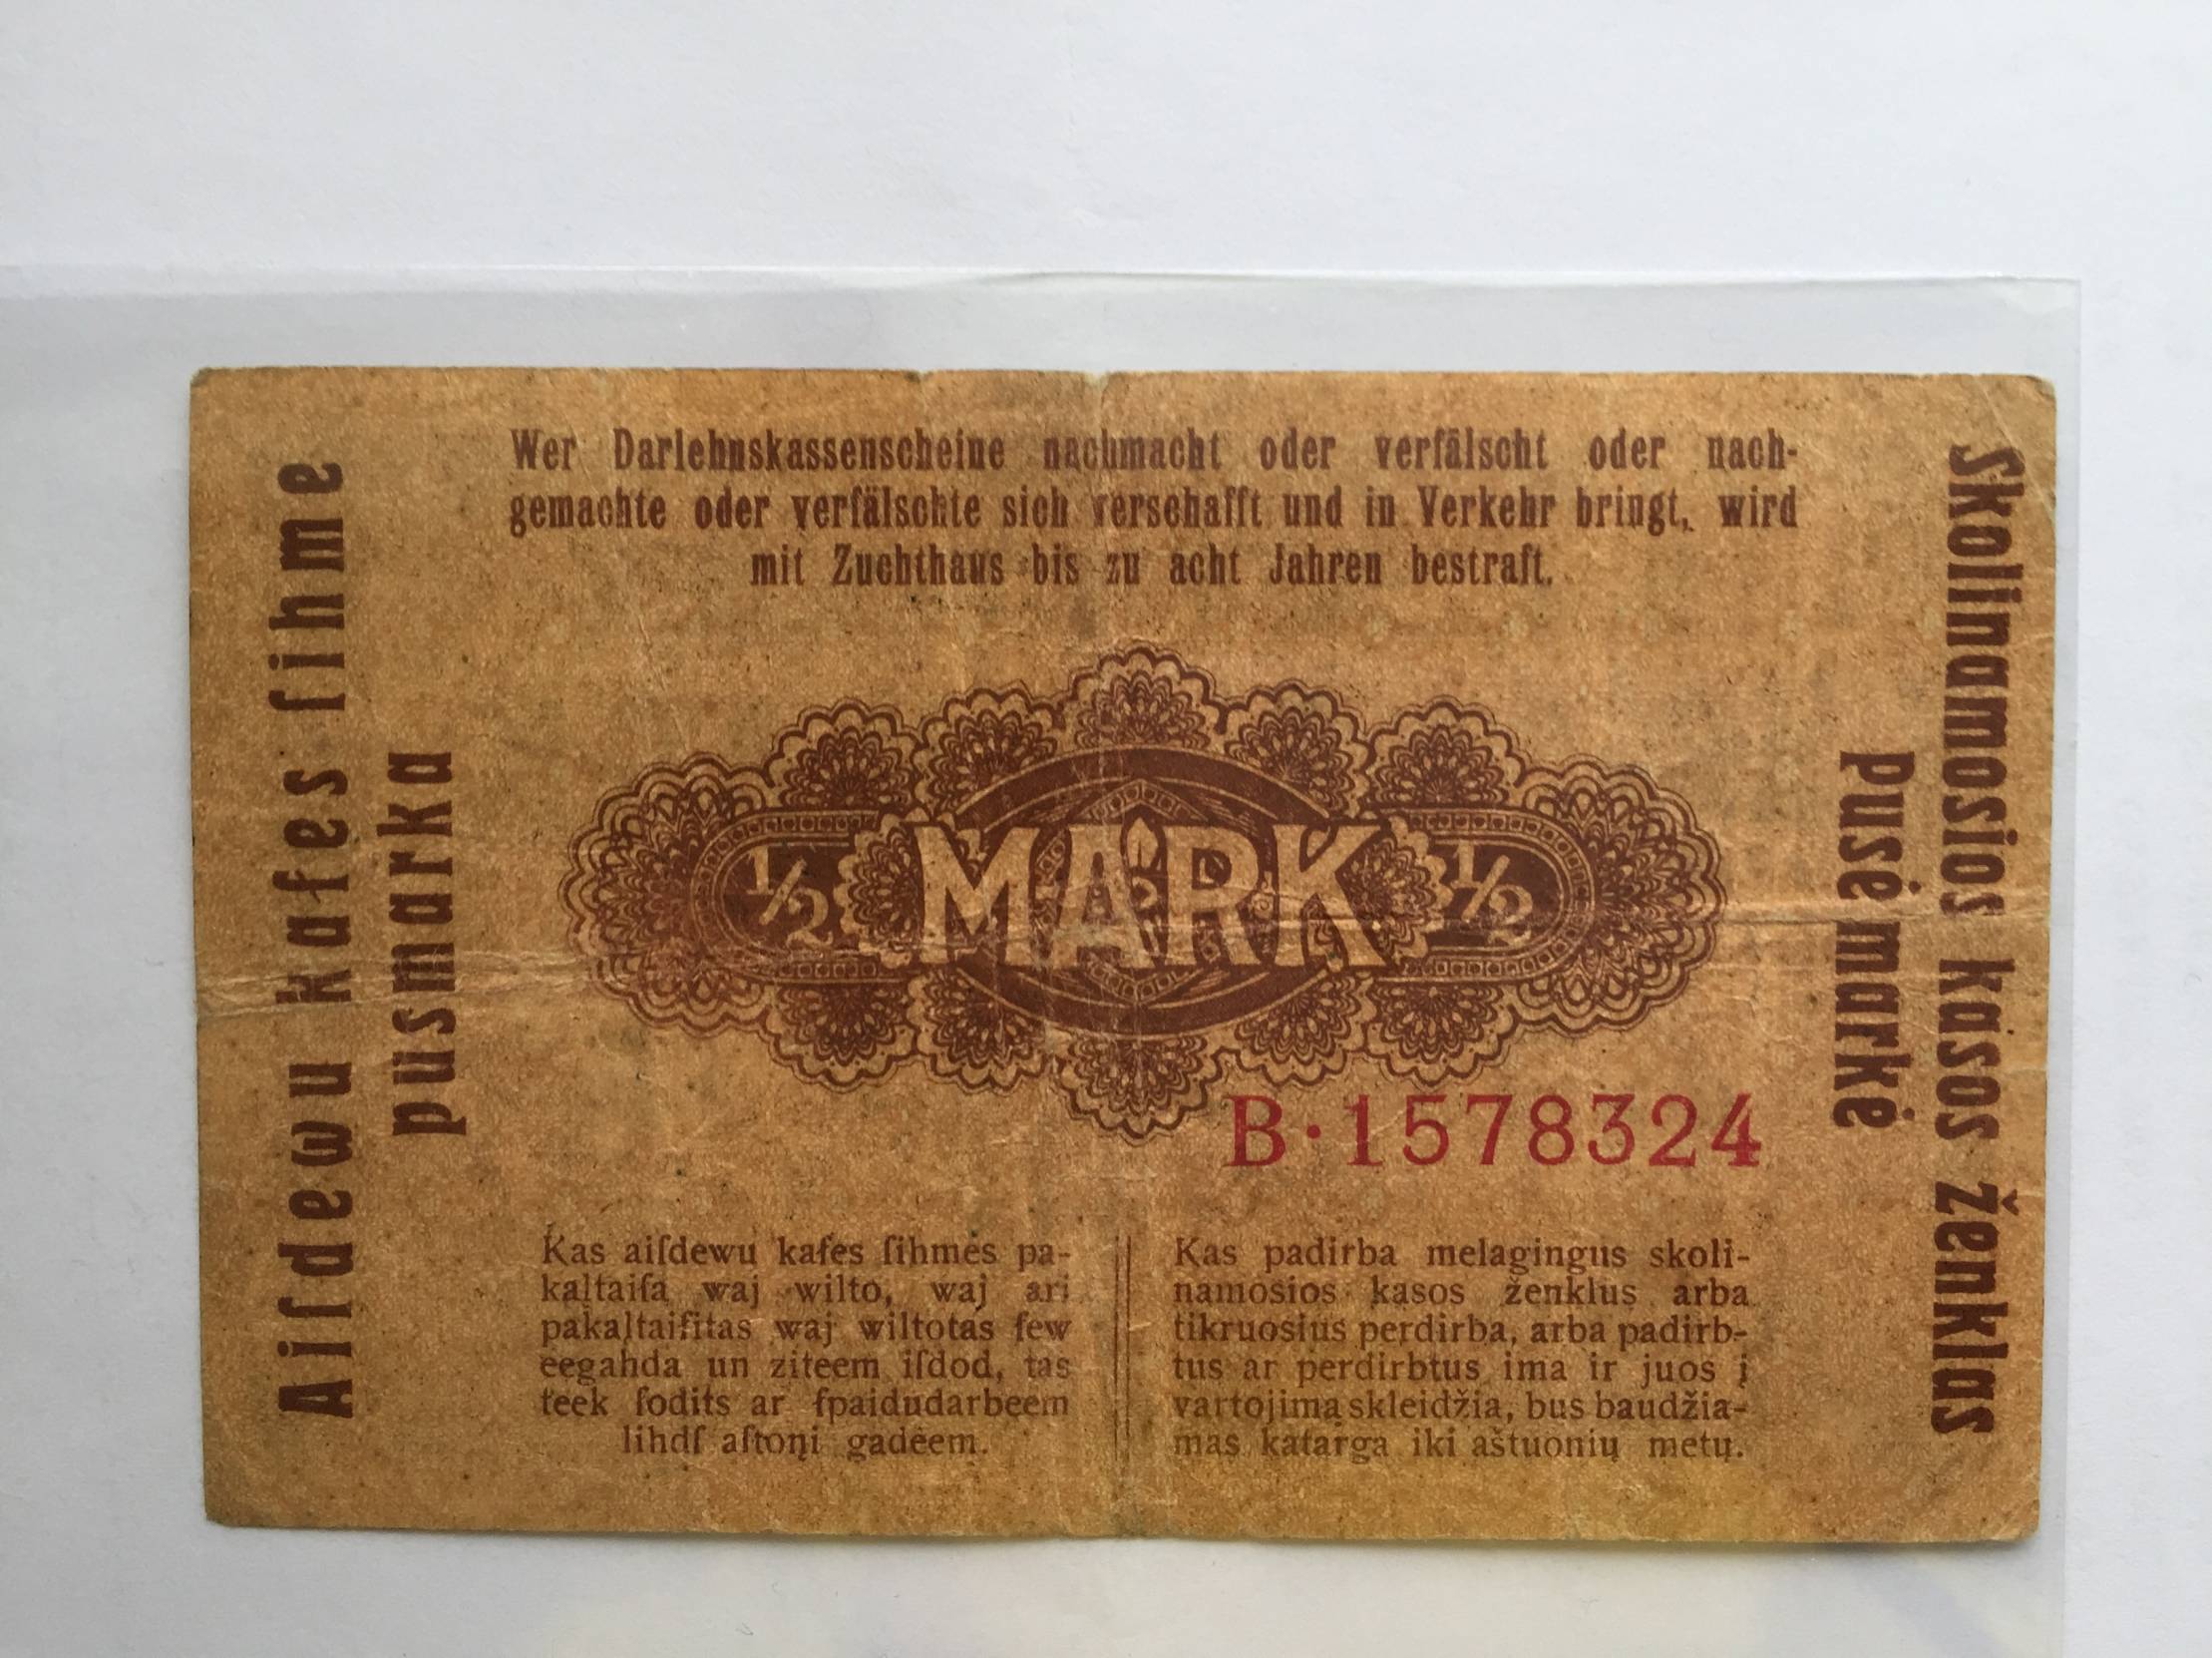 Wer Darlehnskassenscheine nachmacht oder verfälscht oder nach-
gemachte oder verfälschte sich verschafft und in Verkehr bringt, wird
mit Zuchthaus bis zu acht Jahren bestraft.
Aiſdewu kaſes ſihme
pusmarka
½ MARK ½
Skolinamosios kasos ženklas
Pusė markė
B·1578324
Kas aiſdewu kaſes ſihmes pa-
kaļtaiſa waj wilto, waj ari
pakaļtaiſitas waj wiltotas ſew
eegahda un ziteem iſdod, tas
teek ſodits ar ſpaidudarbeem
lihdſ aſtoņi gadeem.
Kas padirba melagingus skoli-
namosios kasos ženklus arba
tikruosius perdirba, arba padirb-
tus ar perdirbtus ima ir juos į
vartojimą skleidžia, bus baudžia-
mas katarga iki aštuonių metų.